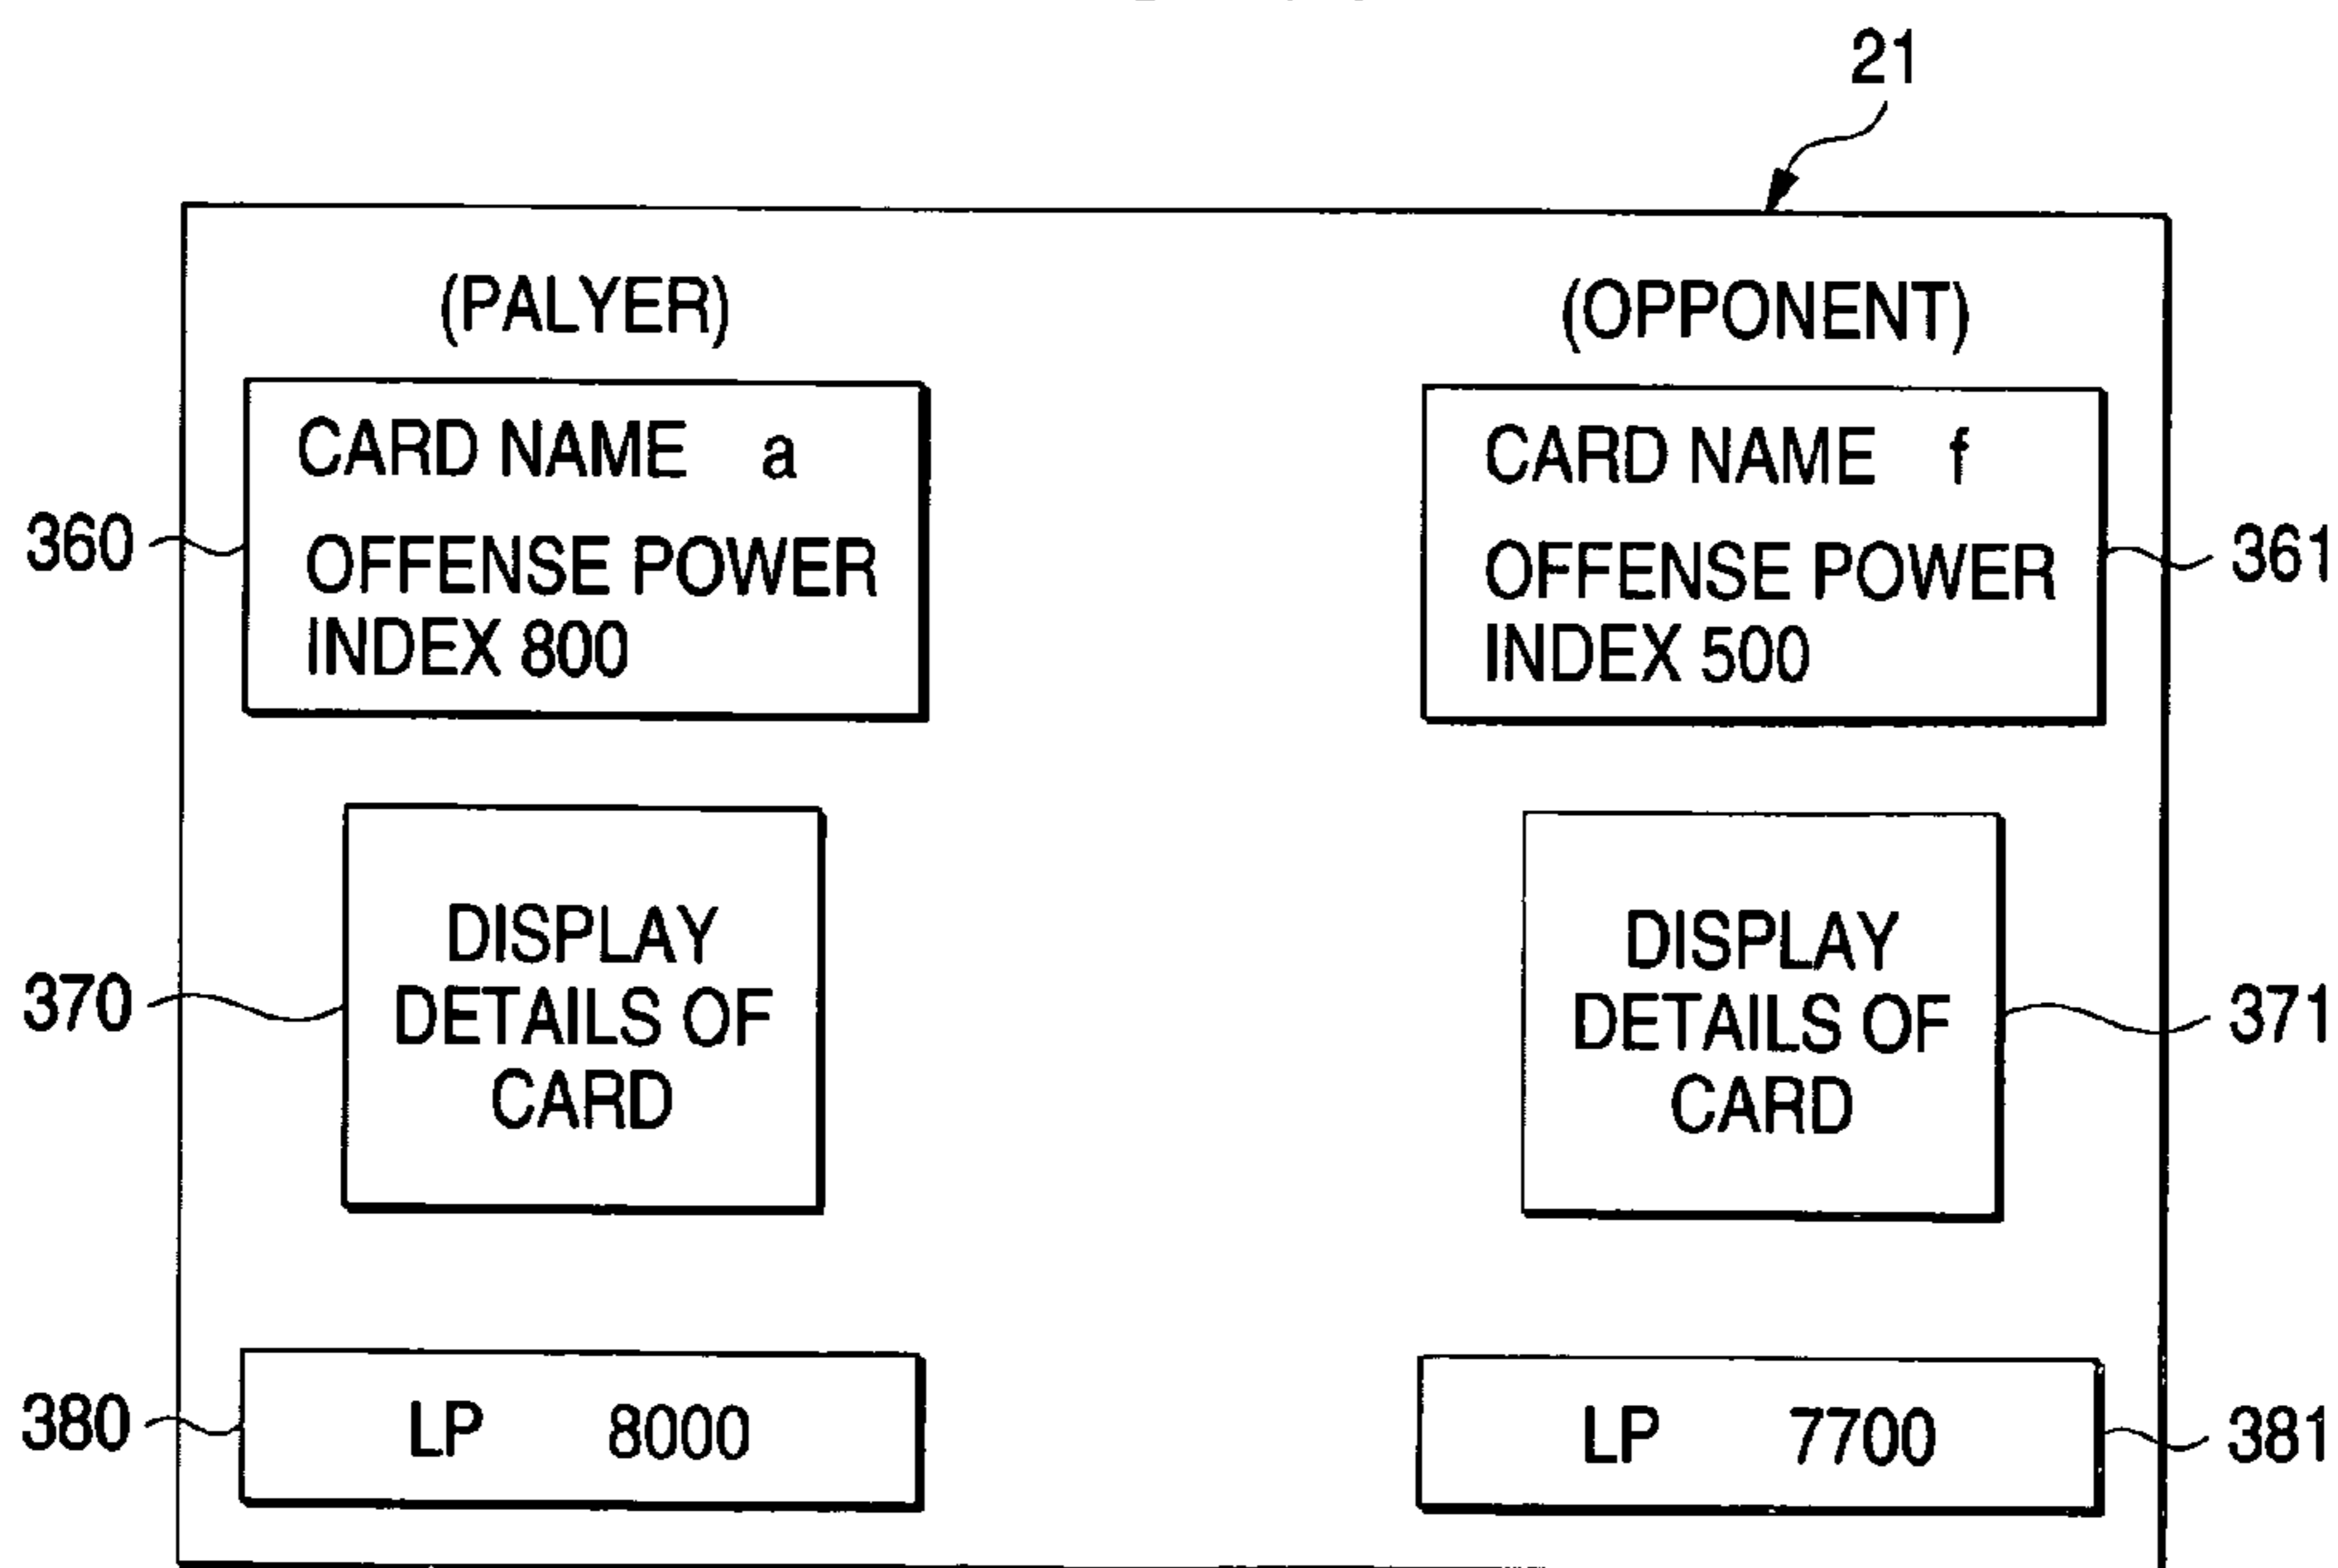 21
(PALYER)
CARD NAME a
OFFENSE POWER
INDEX 800
360
(OPPONENT)
CARD NAME f
OFFENSE POWER
INDEX 500
361
DISPLAY
DETAILS OF
CARD
370
DISPLAY
DETAILS OF
CARD
371
LP 8000
380
LP 7700
381